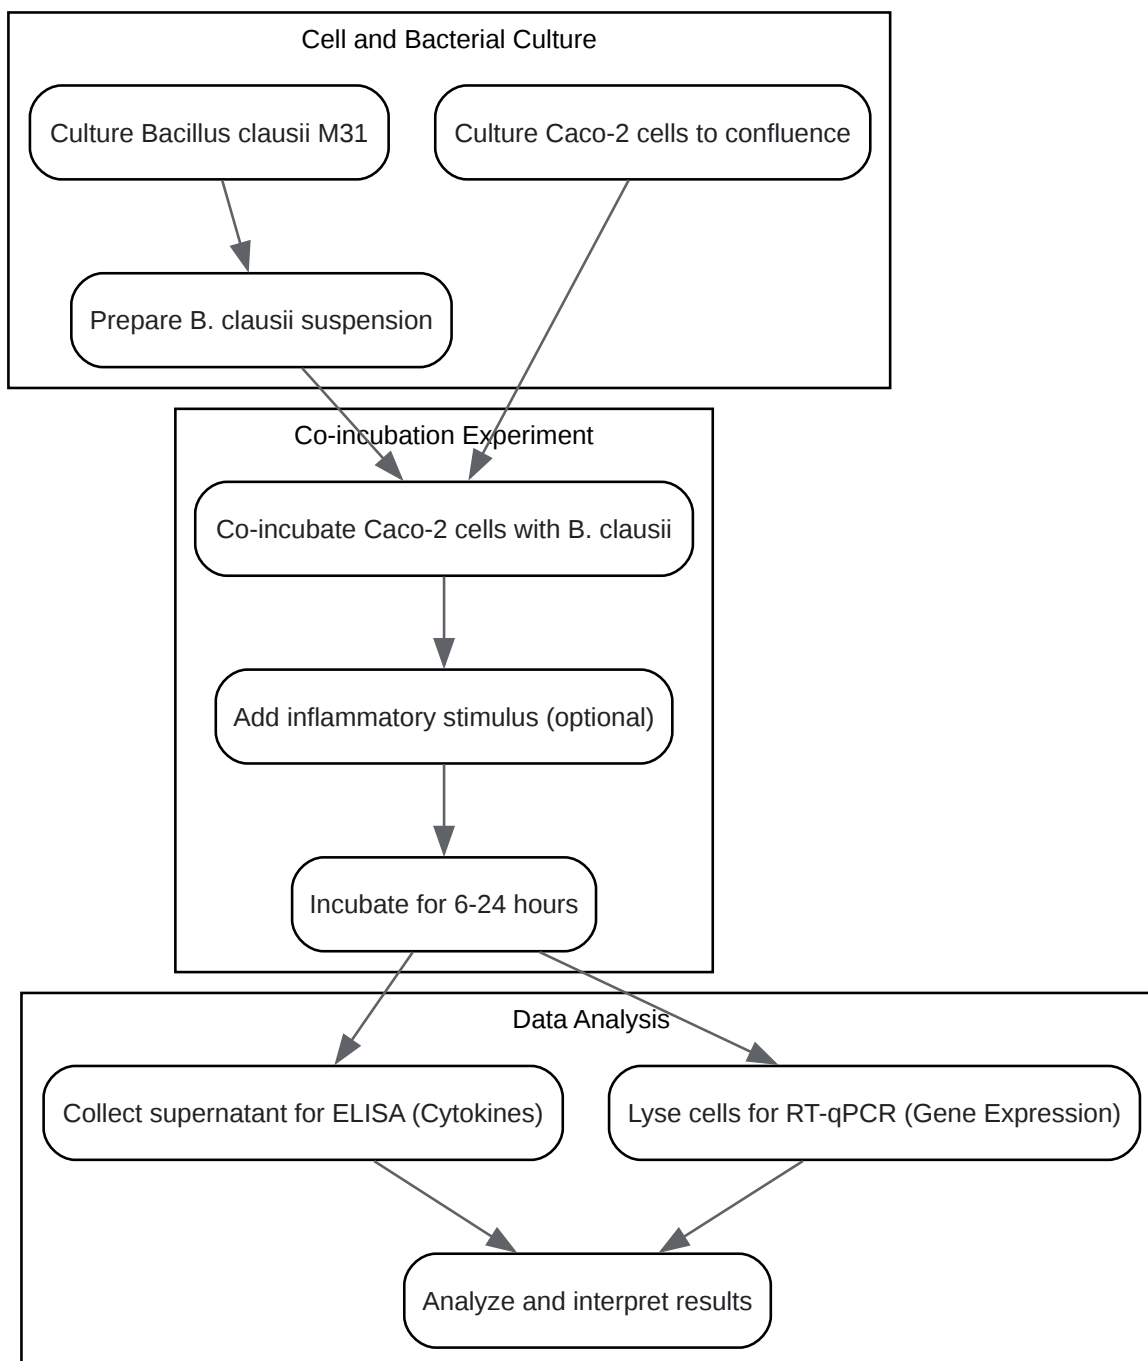 Cell and Bacterial Culture
Culture Bacillus clausii M31
Culture Caco-2 cells to confluence
Prepare B. clausii suspension
Co-incubation Experiment
Co-incubate Caco-2 cells with B. clausii
Add inflammatory stimulus (optional)
Incubate for 6-24 hours
Data Analysis
Collect supernatant for ELISA (Cytokines)
Lyse cells for RT-qPCR (Gene Expression)
Analyze and interpret results